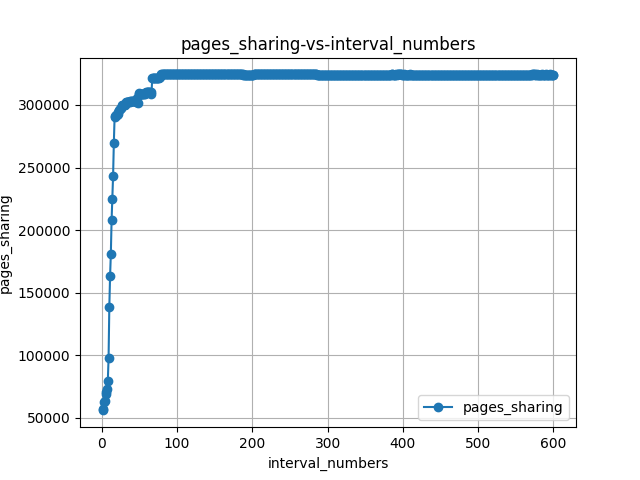 pages_sharing-vs-interval_numbers
300000
250000
200000
150000
100000
50000
pages_sharing
0 100 200 300 400 500 600
interval_numbers
pages_sharing